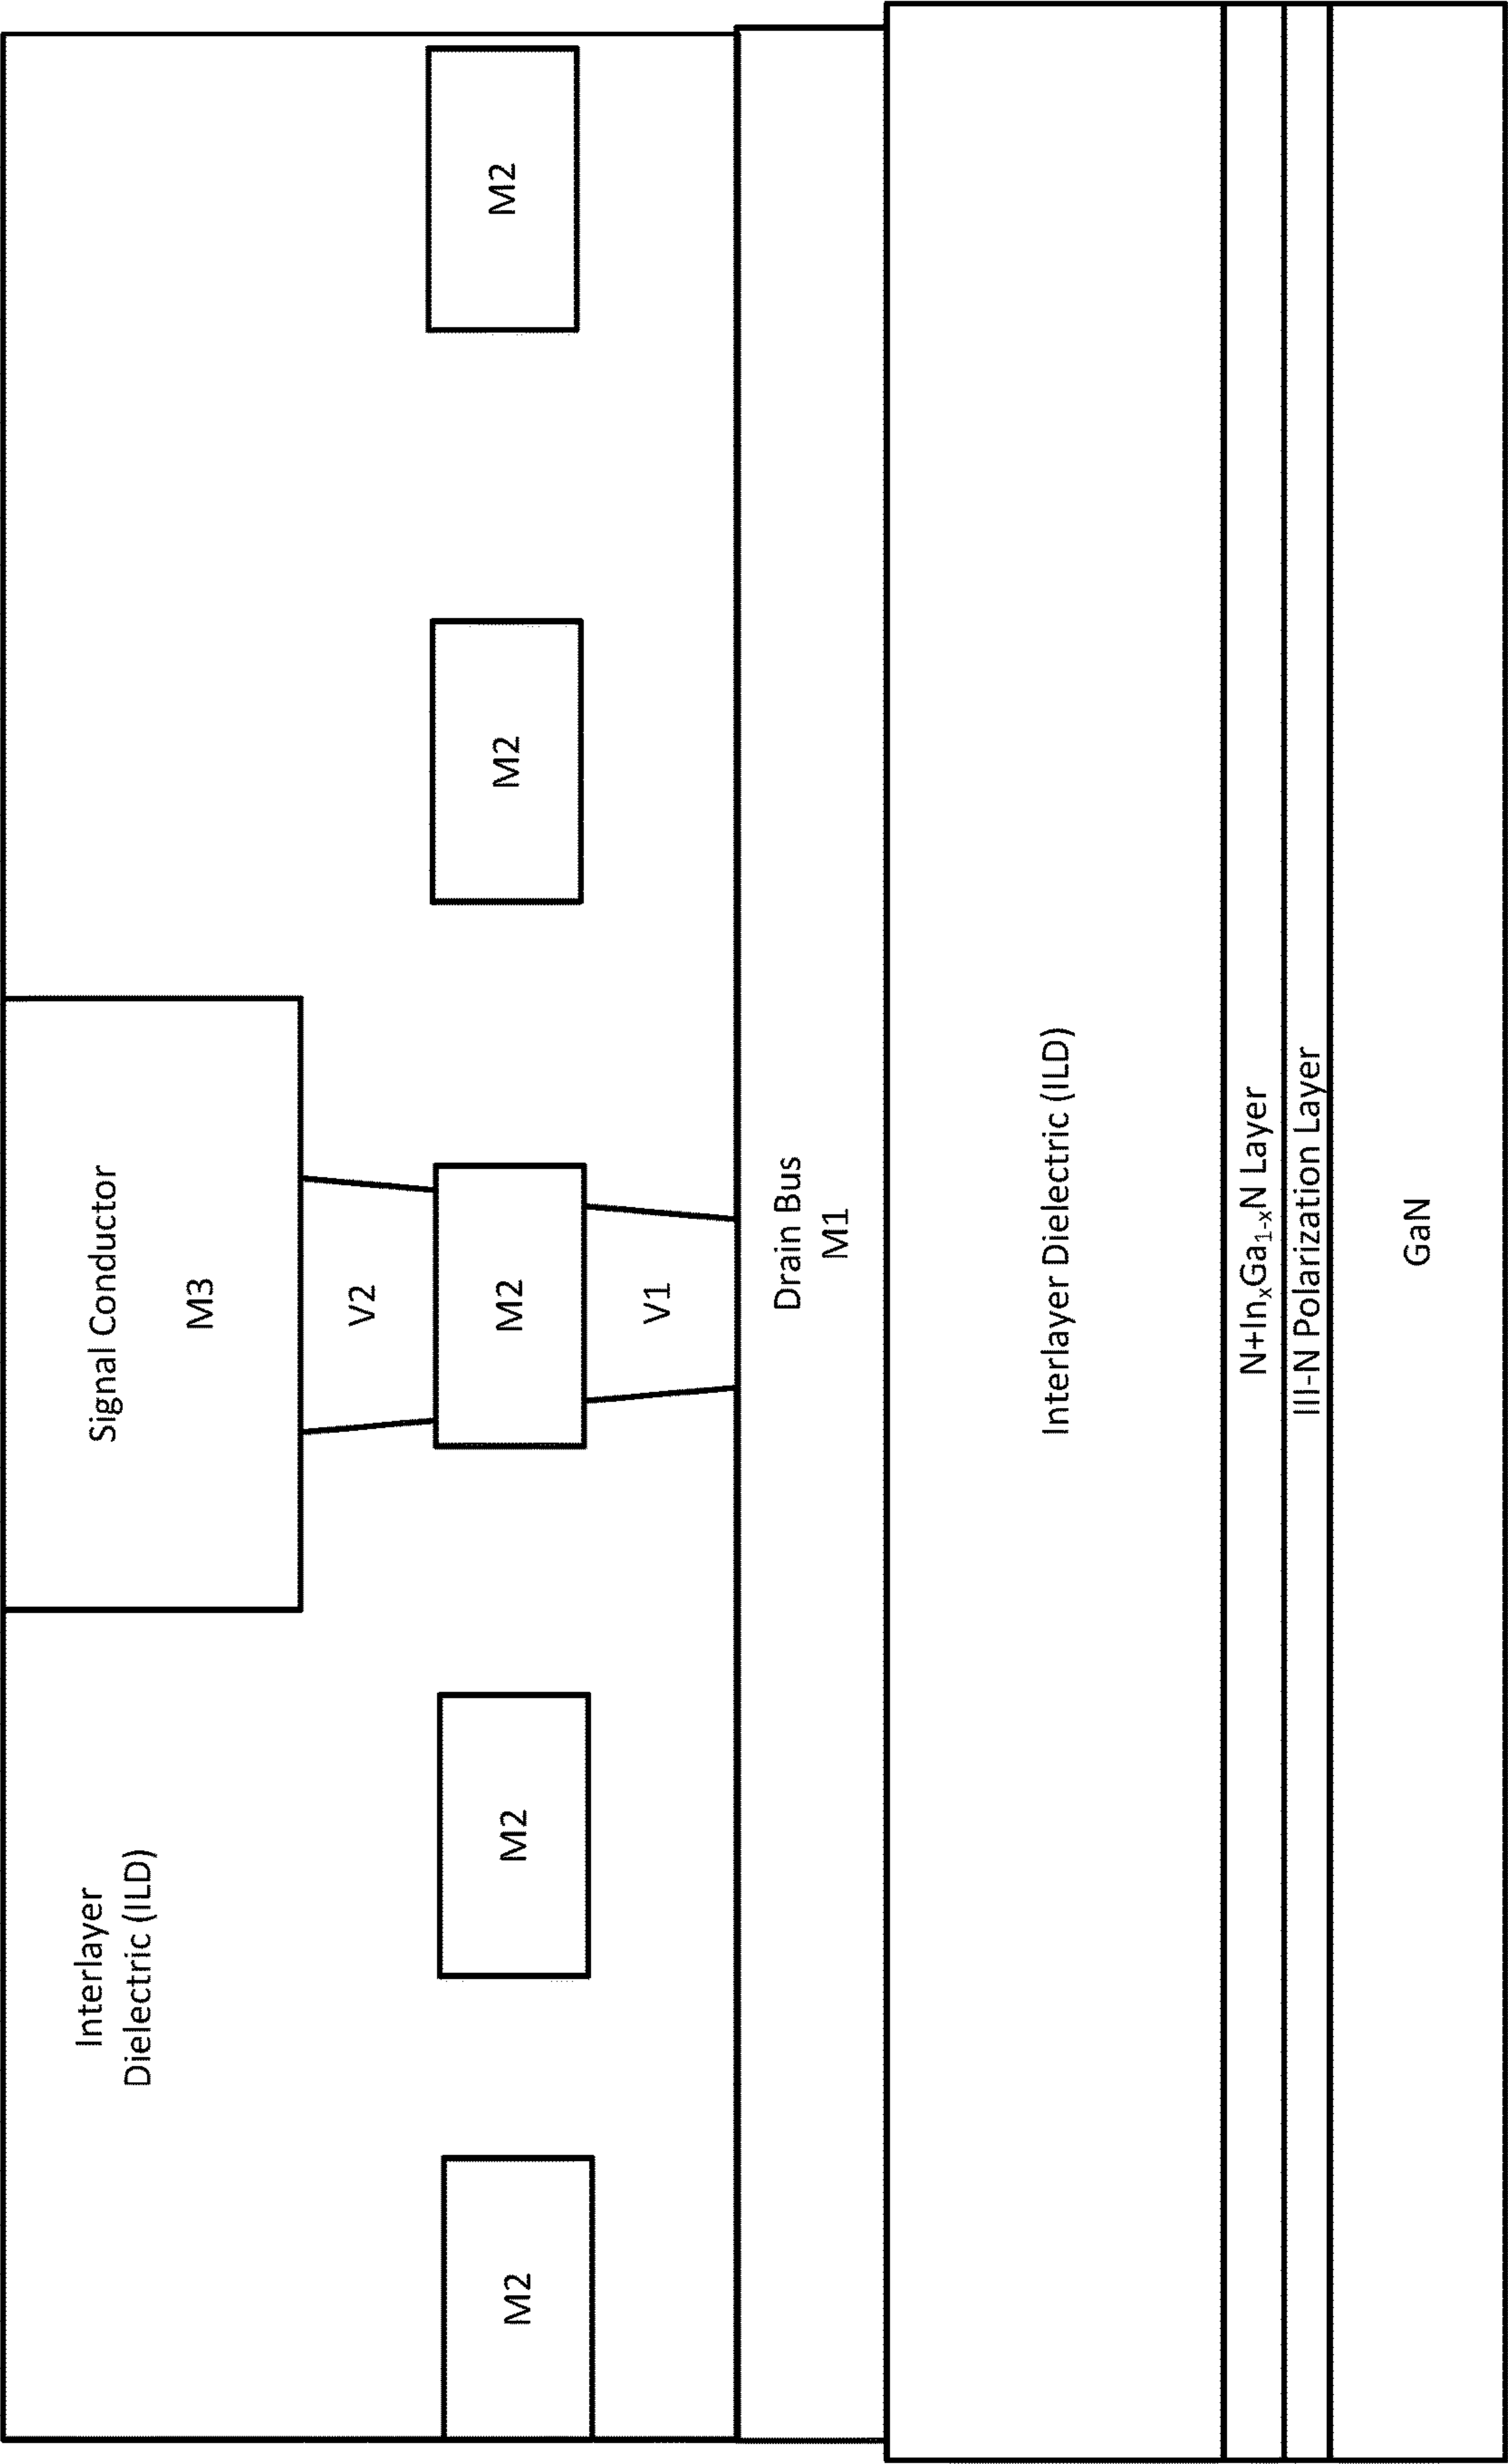 Signal Conductor
M3
Interlayer
Dielectric (ILD)
V2
M2
M2
M2
M2
M2
V1
Drain Bus
M1
Interlayer Dielectric (ILD)
N+InₓGa₁₋ₓN Layer
III-N Polarization Layer
GaN